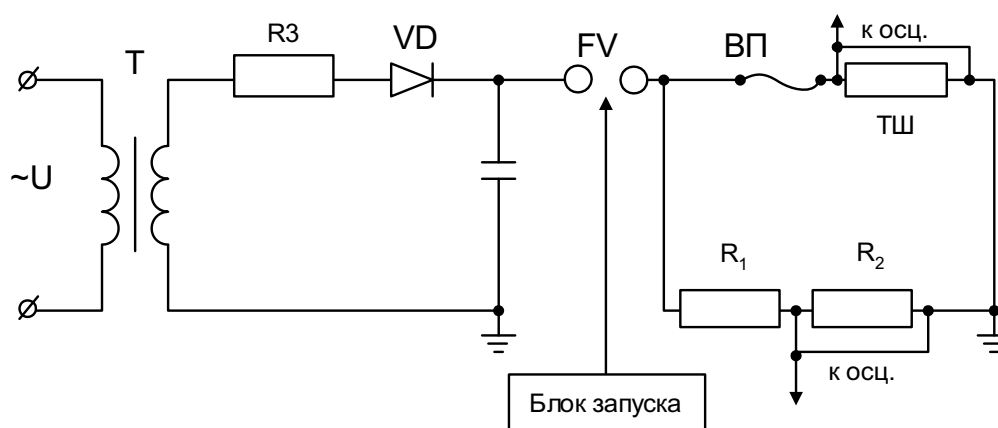 к осц.
R3
VD
FV
ВП
T
ТШ
~U
R1
R2
к осц.
Блок запуска